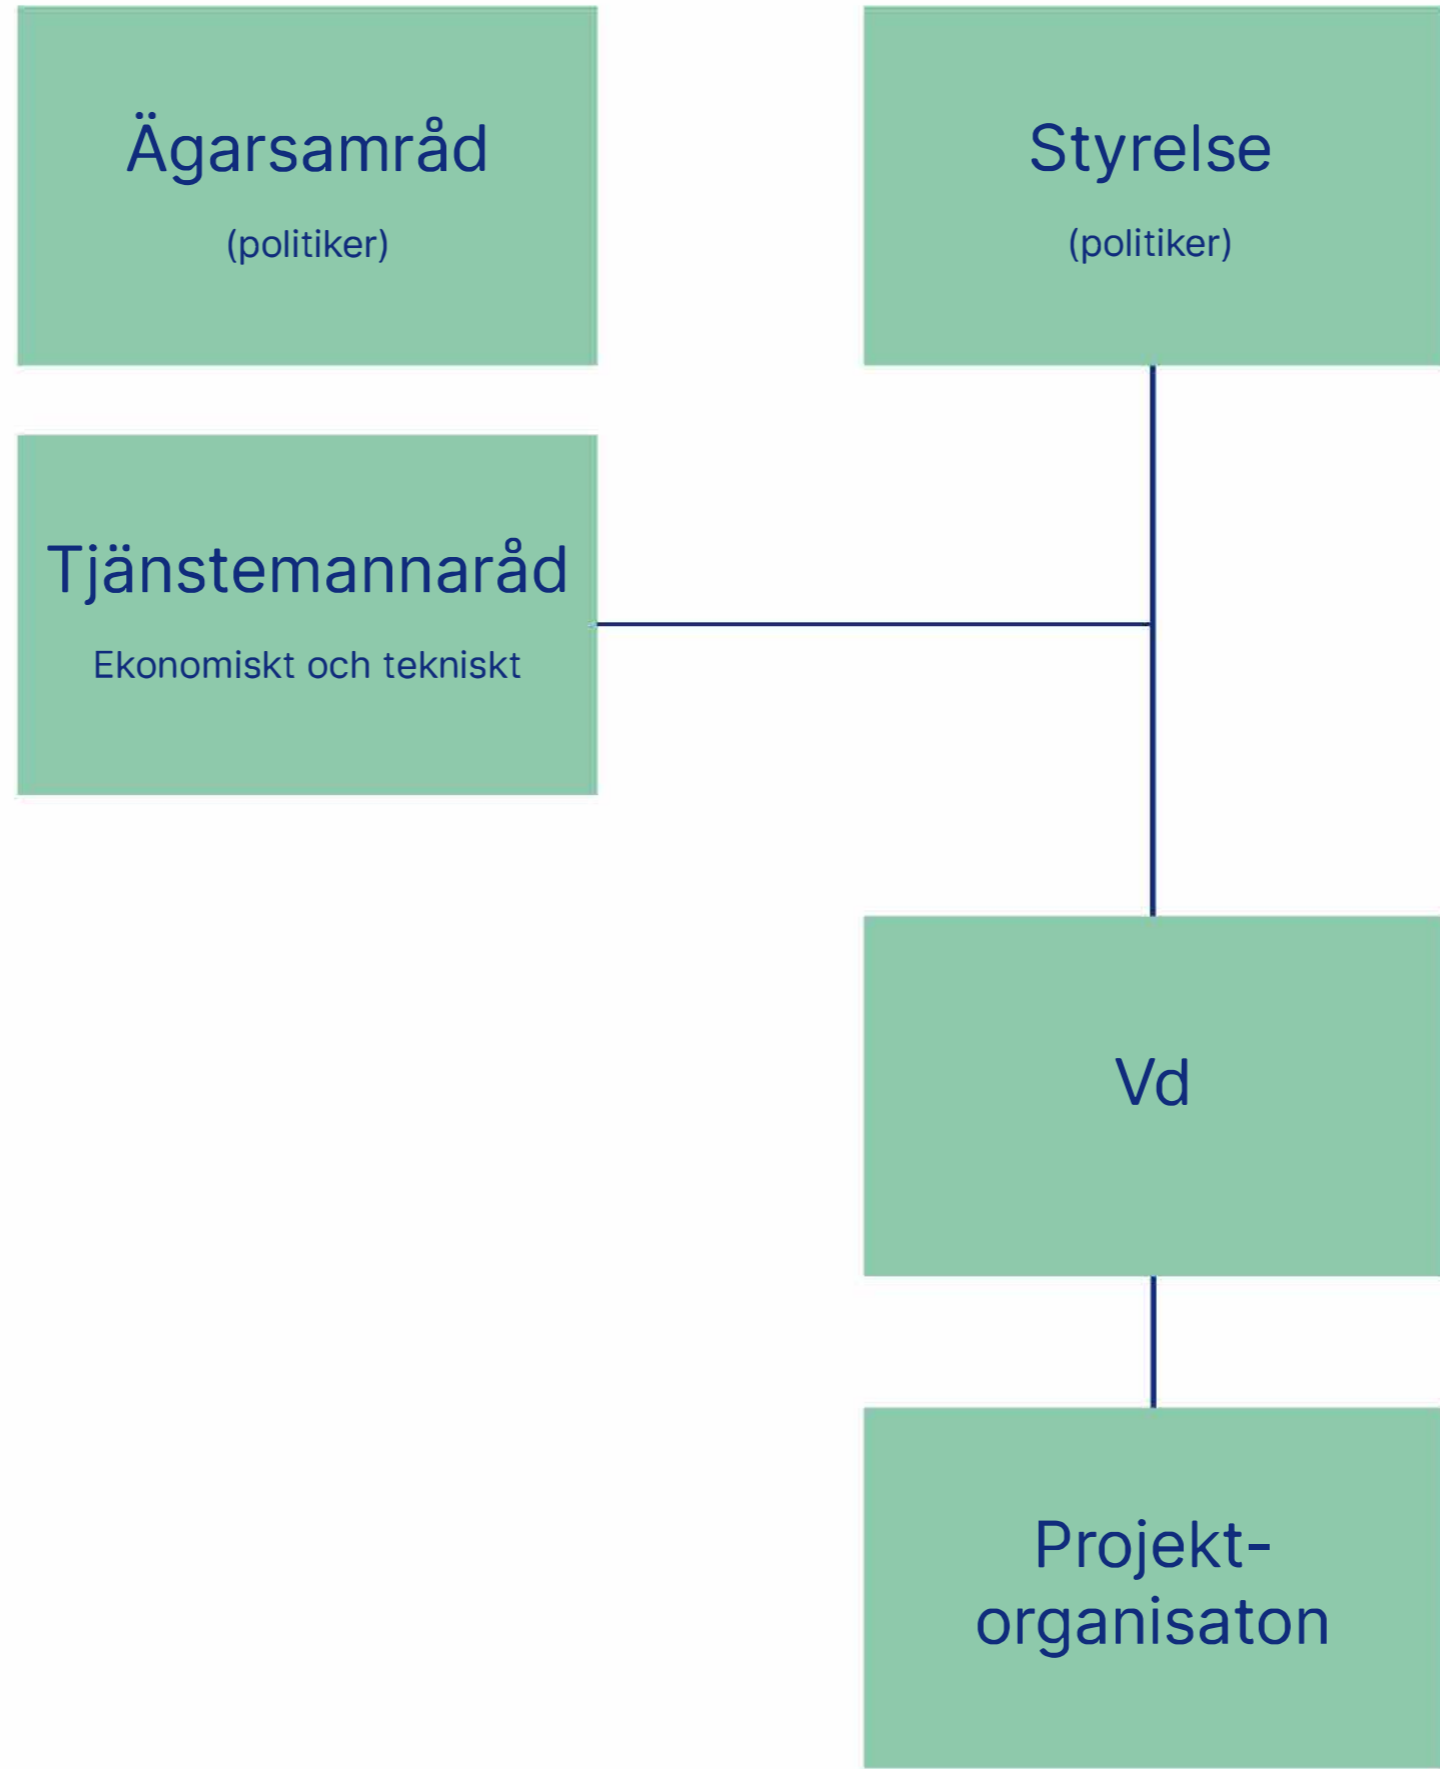 Ägarsamråd
(politiker)
Styrelse
(politiker)
Tjänstemannaråd
Ekonomiskt och tekniskt
Vd
Projekt-
organisaton